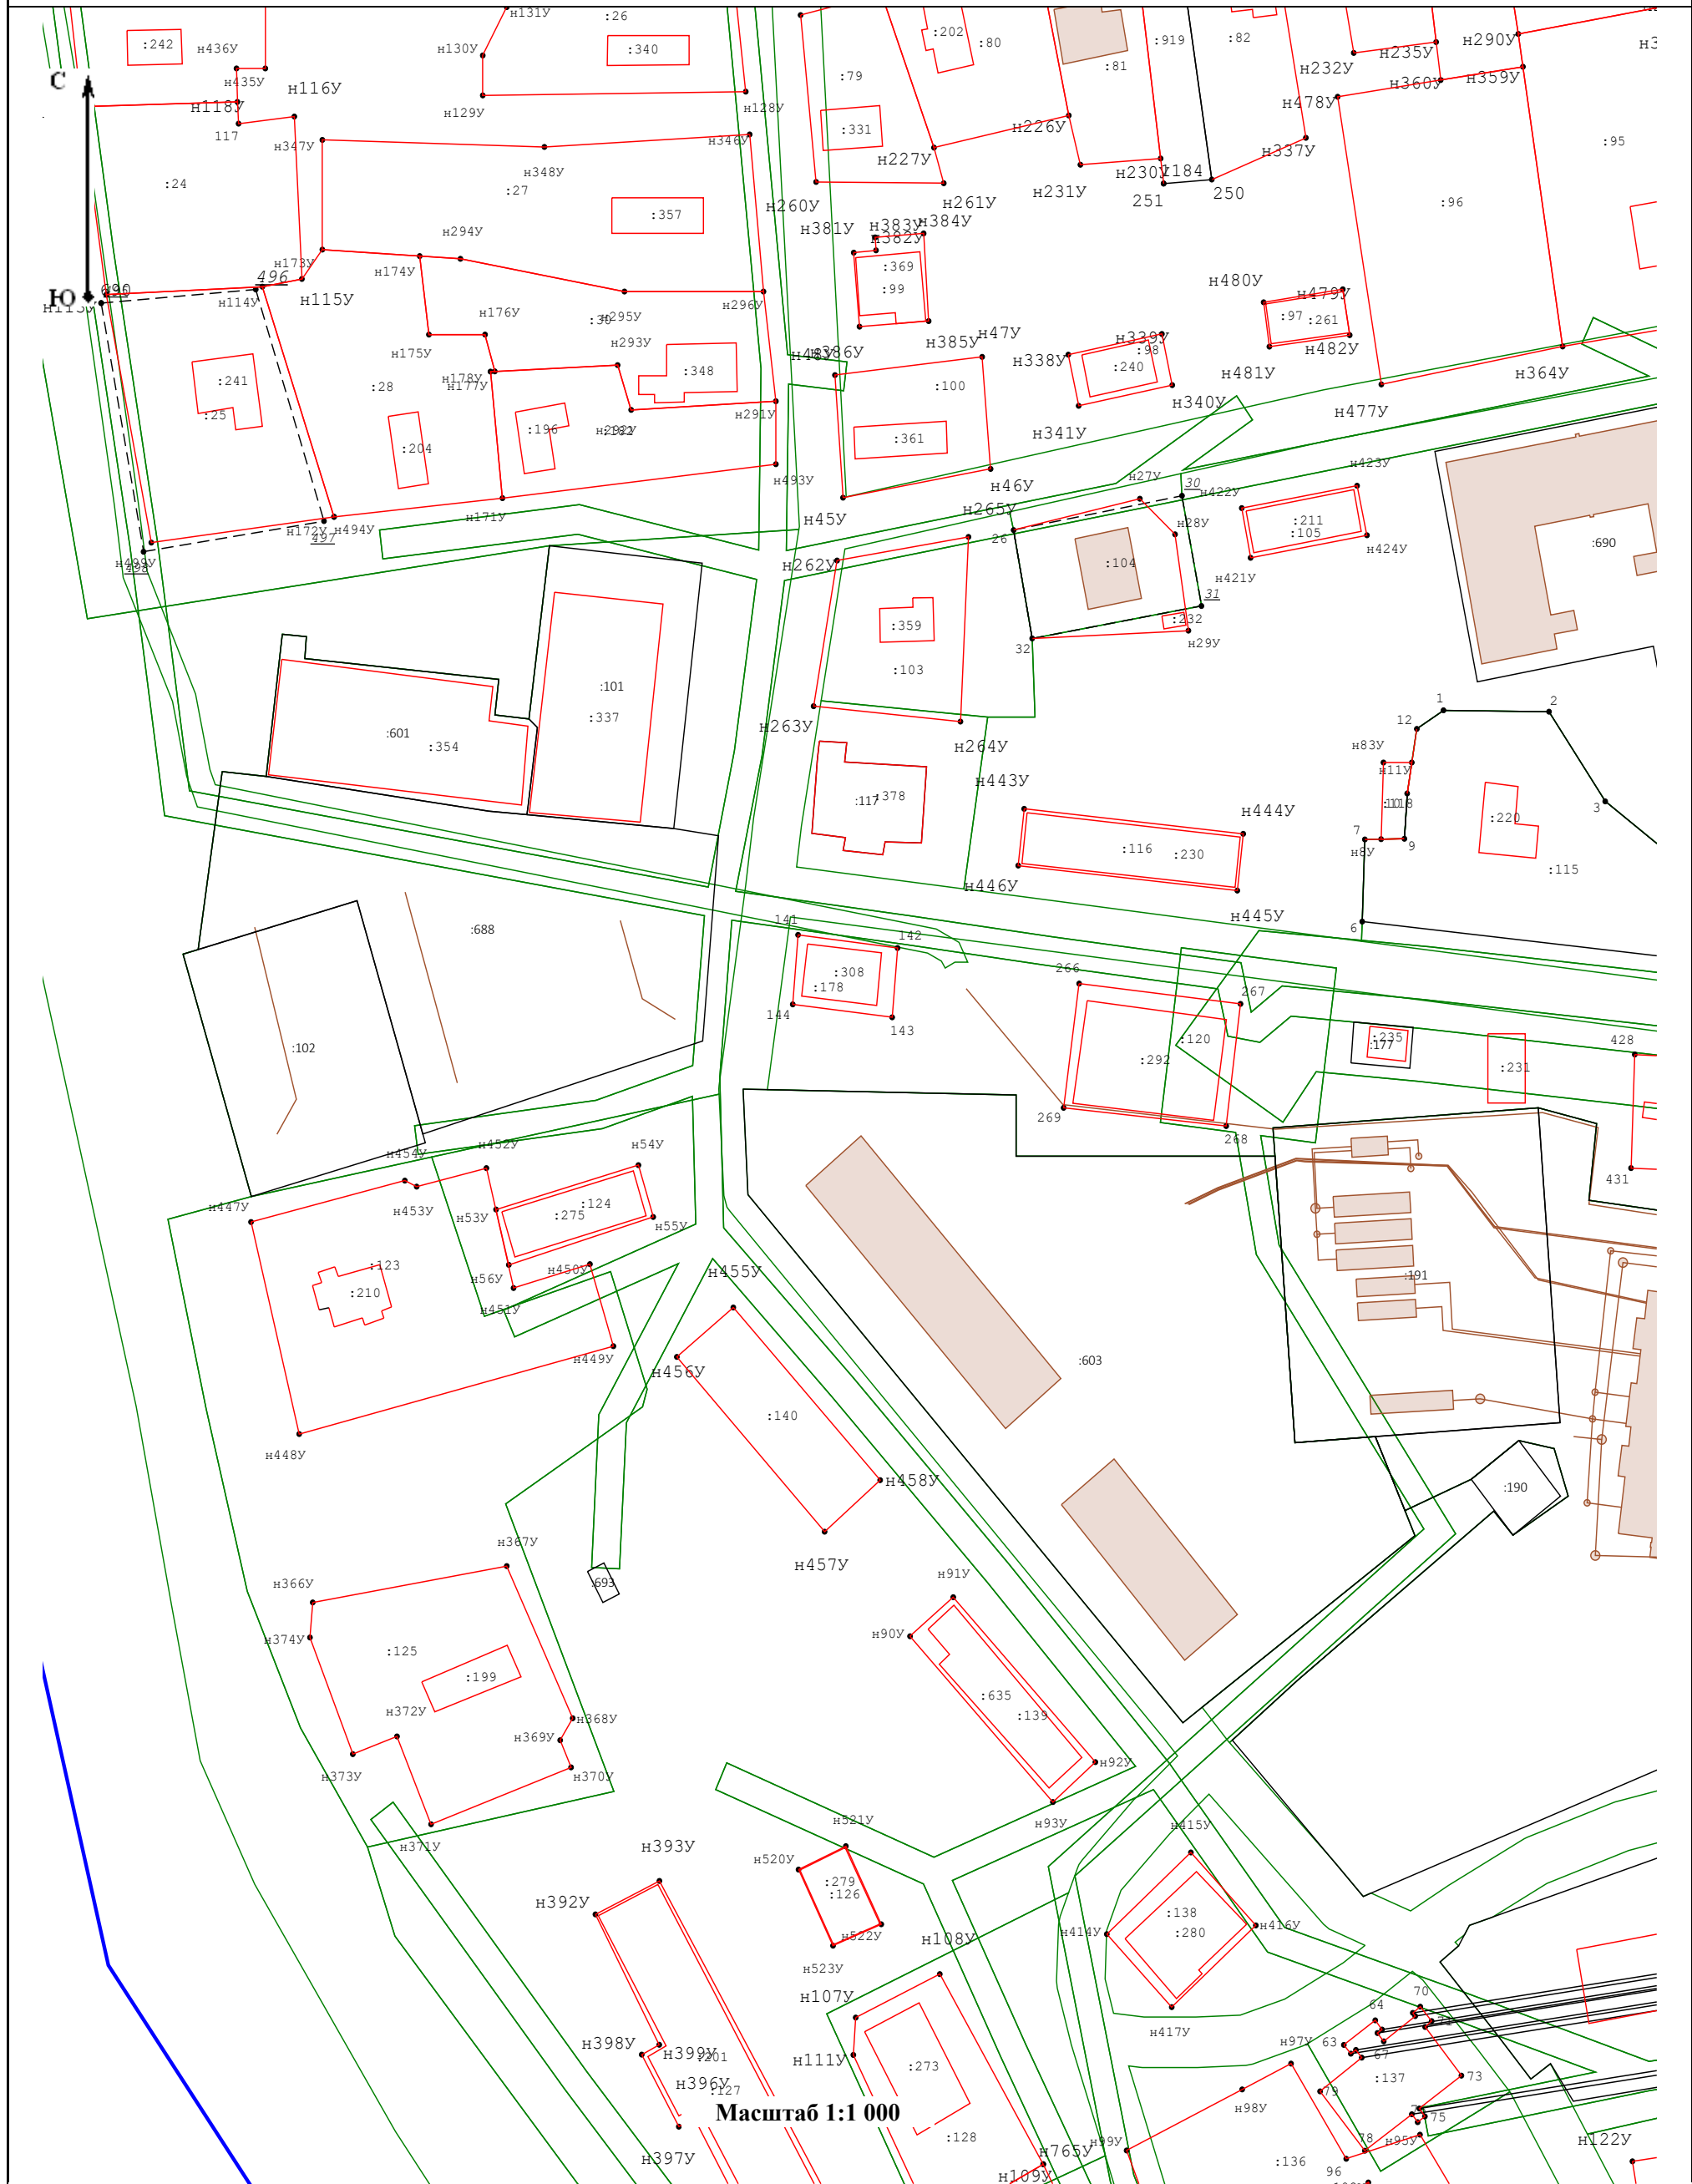 н131У
:26
:242
н436У
н130У
:340
:202
:80
:919
:82
:81
н235У
н290У
С
н435У
н116У
:79
н232У
н360У
н359У
н118У
117
н129У
н128У
н478У
н347У
н346У
:331
н226У
н227У
н337У
:95
:24
н348У
:27
н230У
н231У
н261У
251
250
н260У
:357
н381У
н383У
н384У
н382У
:96
н294У
н173У
н174У
:369
:99
496
н114У
н115У
н296У
н480У
н479У
Ю
н176У
н295У
:97
:261
н175У
н293У
н385У
н47У
н338У
н339У
:98
н482У
н178У
н177У
:348
:100
:240
н481У
н364У
:241
:28
н291У
н340У
н477У
:25
:196
:361
н341У
:204
н423У
н493У
н46У
н27У
30
н422У
н171У
н45У
н265У
26
:211
:105
н172У
н494У
497
н28У
н424У
:690
н262У
:104
н421У
498
31
:359
:232
н29У
32
:103
:101
:337
1
2
12
:601
:354
н263У
н264У
н83У
н443У
н11У
:117
:378
н444У
3
:220
:116
:230
7
н8У
9
:115
н446У
н445У
6
:688
141
142
:308
:178
266
267
144
143
:102
:120
:292
:235
:177
:231
428
269
268
н452У
н454У
н54У
431
н447У
н453У
н53У
:124
:275
н55У
:123
:210
н450У
н56У
н451У
н455У
:191
н449У
н456У
:603
:140
н448У
н458У
:190
н457У
н367У
н366У
:693
н91У
н374У
н90У
:125
:199
:635
:139
н372У
н368У
н369У
н373У
н370У
н92У
н93У
н371У
н521У
н415У
н393У
н520У
:279
:126
н392У
н522У
н108У
н414У
:138
:280
н416У
н523У
н107У
70
64
н417У
н97У
63
71
н398У
н399У
н111У
:273
67
:137
73
:201
н396У
:127
79
н98У
Масштаб 1:1 000
75
н397У
:128
н765У
н99У
78
н95У
н122У
н109У
:136
96